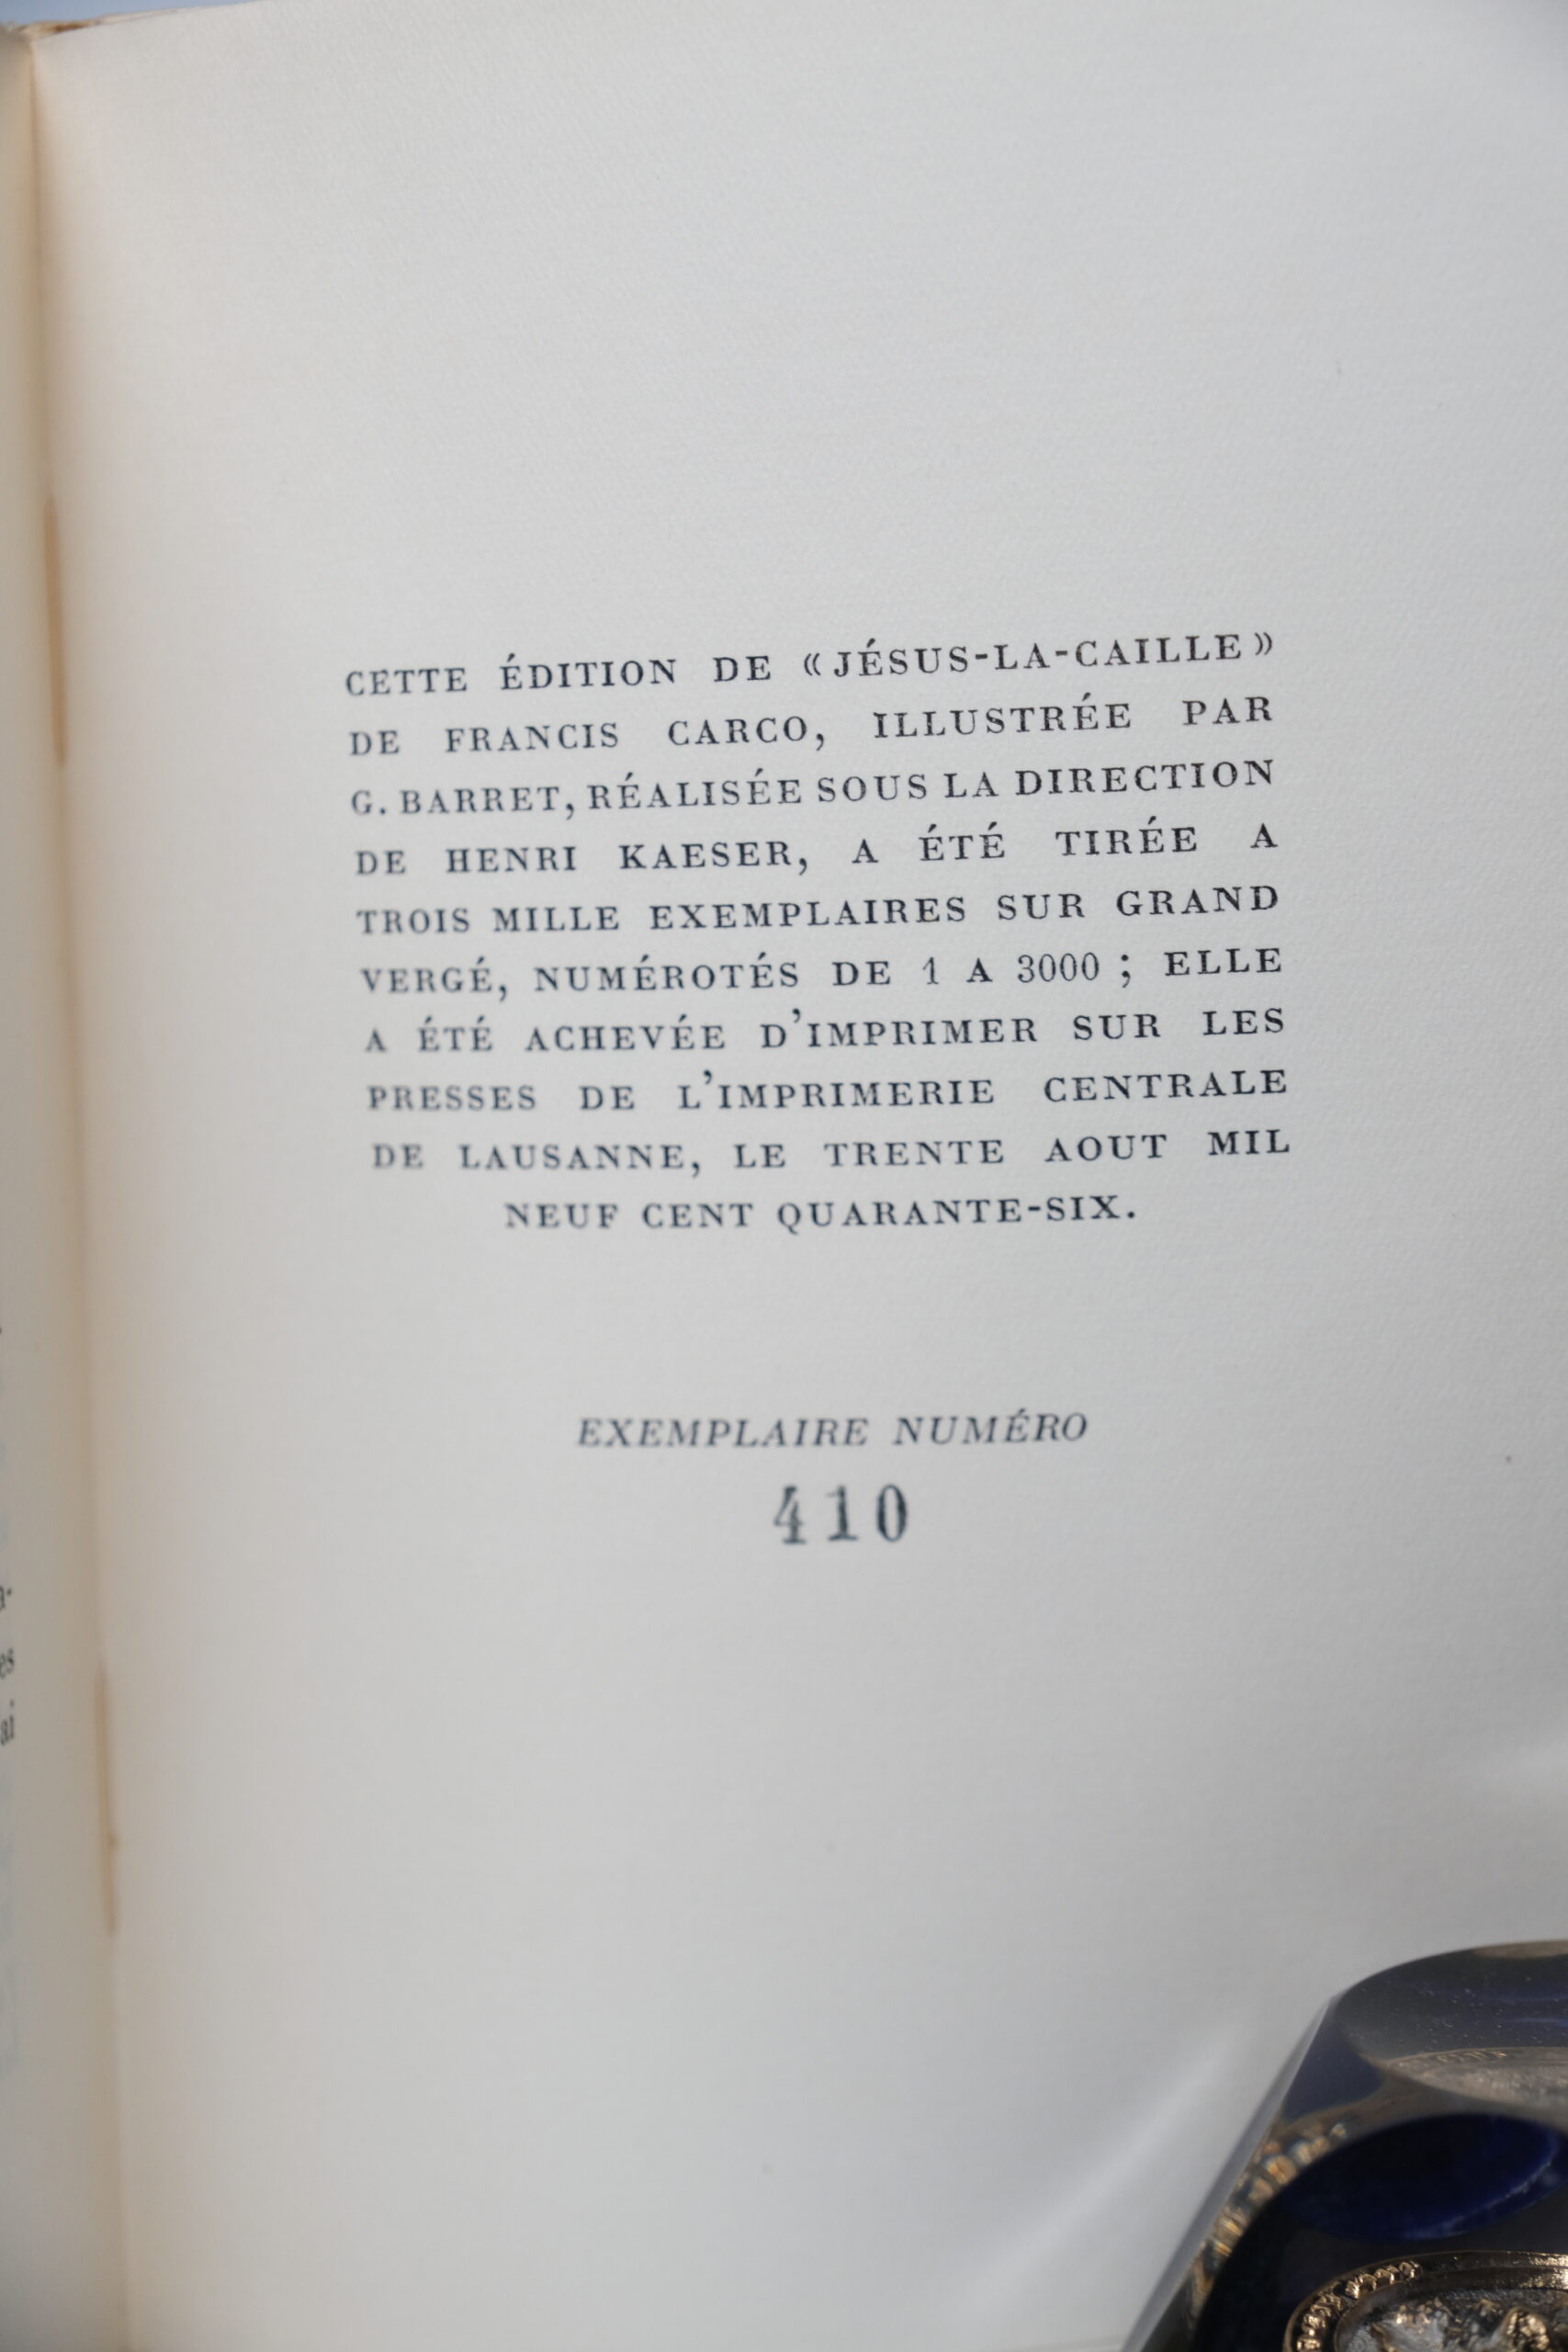 CETTE ÉDITION DE « JÉSUS-LA-CAILLE »
DE FRANCIS CARCO, ILLUSTRÉE PAR
G. BARRET, RÉALISÉE SOUS LA DIRECTION
DE HENRI KAESER, A ÉTÉ TIRÉE A
TROIS MILLE EXEMPLAIRES SUR GRAND
VERGÉ, NUMÉROTÉS DE 1 A 3000 ; ELLE
A ÉTÉ ACHEVÉE D'IMPRIMER SUR LES
PRESSES DE L'IMPRIMERIE CENTRALE
DE LAUSANNE, LE TRENTE AOUT MIL
NEUF CENT QUARANTE-SIX.
EXEMPLAIRE NUMÉRO
410